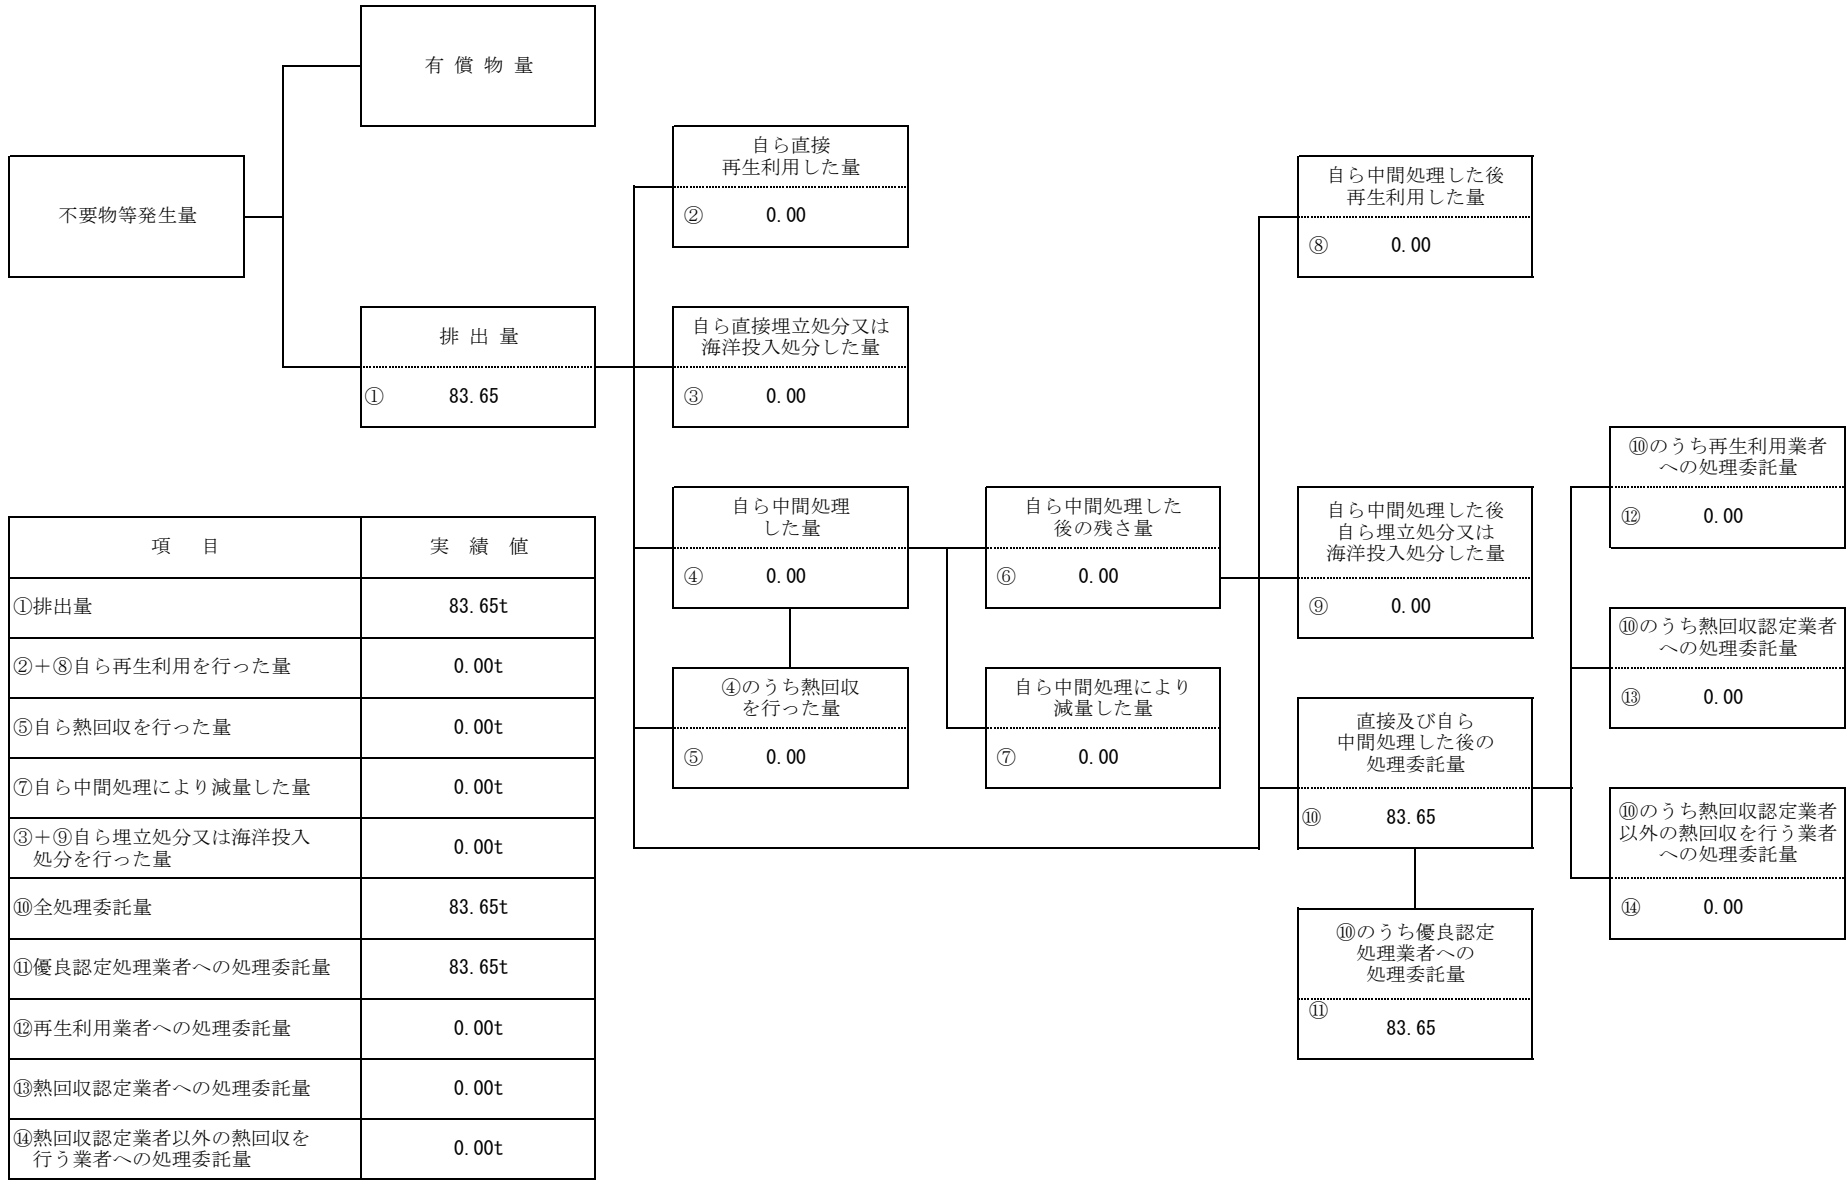 有 償 物 量
不要物等発生量
排 出 量
① 83.65
自ら直接
再生利用した量
② 0.00
自ら直接埋立処分又は
海洋投入処分した量
③ 0.00
自ら中間処理
した量
④ 0.00
④のうち熱回収
を行った量
⑤ 0.00
自ら中間処理した
後の残さ量
⑥ 0.00
自ら中間処理により
減量した量
⑦ 0.00
自ら中間処理した後
再生利用した量
⑧ 0.00
自ら中間処理した後
自ら埋立処分又は
海洋投入処分した量
⑨ 0.00
直接及び自ら
中間処理した後の
処理委託量
⑩ 83.65
⑩のうち優良認定
処理業者への
処理委託量
⑪
83.65
⑩のうち再生利用業者
への処理委託量
⑫ 0.00
⑩のうち熱回収認定業者
への処理委託量
⑬ 0.00
⑩のうち熱回収認定業者
以外の熱回収を行う業者
への処理委託量
⑭ 0.00
項 目 実 績 値
①排出量 83.65t
②＋⑧自ら再生利用を行った量 0.00t
⑤自ら熱回収を行った量 0.00t
⑦自ら中間処理により減量した量 0.00t
③＋⑨自ら埋立処分又は海洋投入
処分を行った量 0.00t
⑩全処理委託量 83.65t
⑪優良認定処理業者への処理委託量 83.65t
⑫再生利用業者への処理委託量 0.00t
⑬熱回収認定業者への処理委託量 0.00t
⑭熱回収認定業者以外の熱回収を
行う業者への処理委託量 0.00t